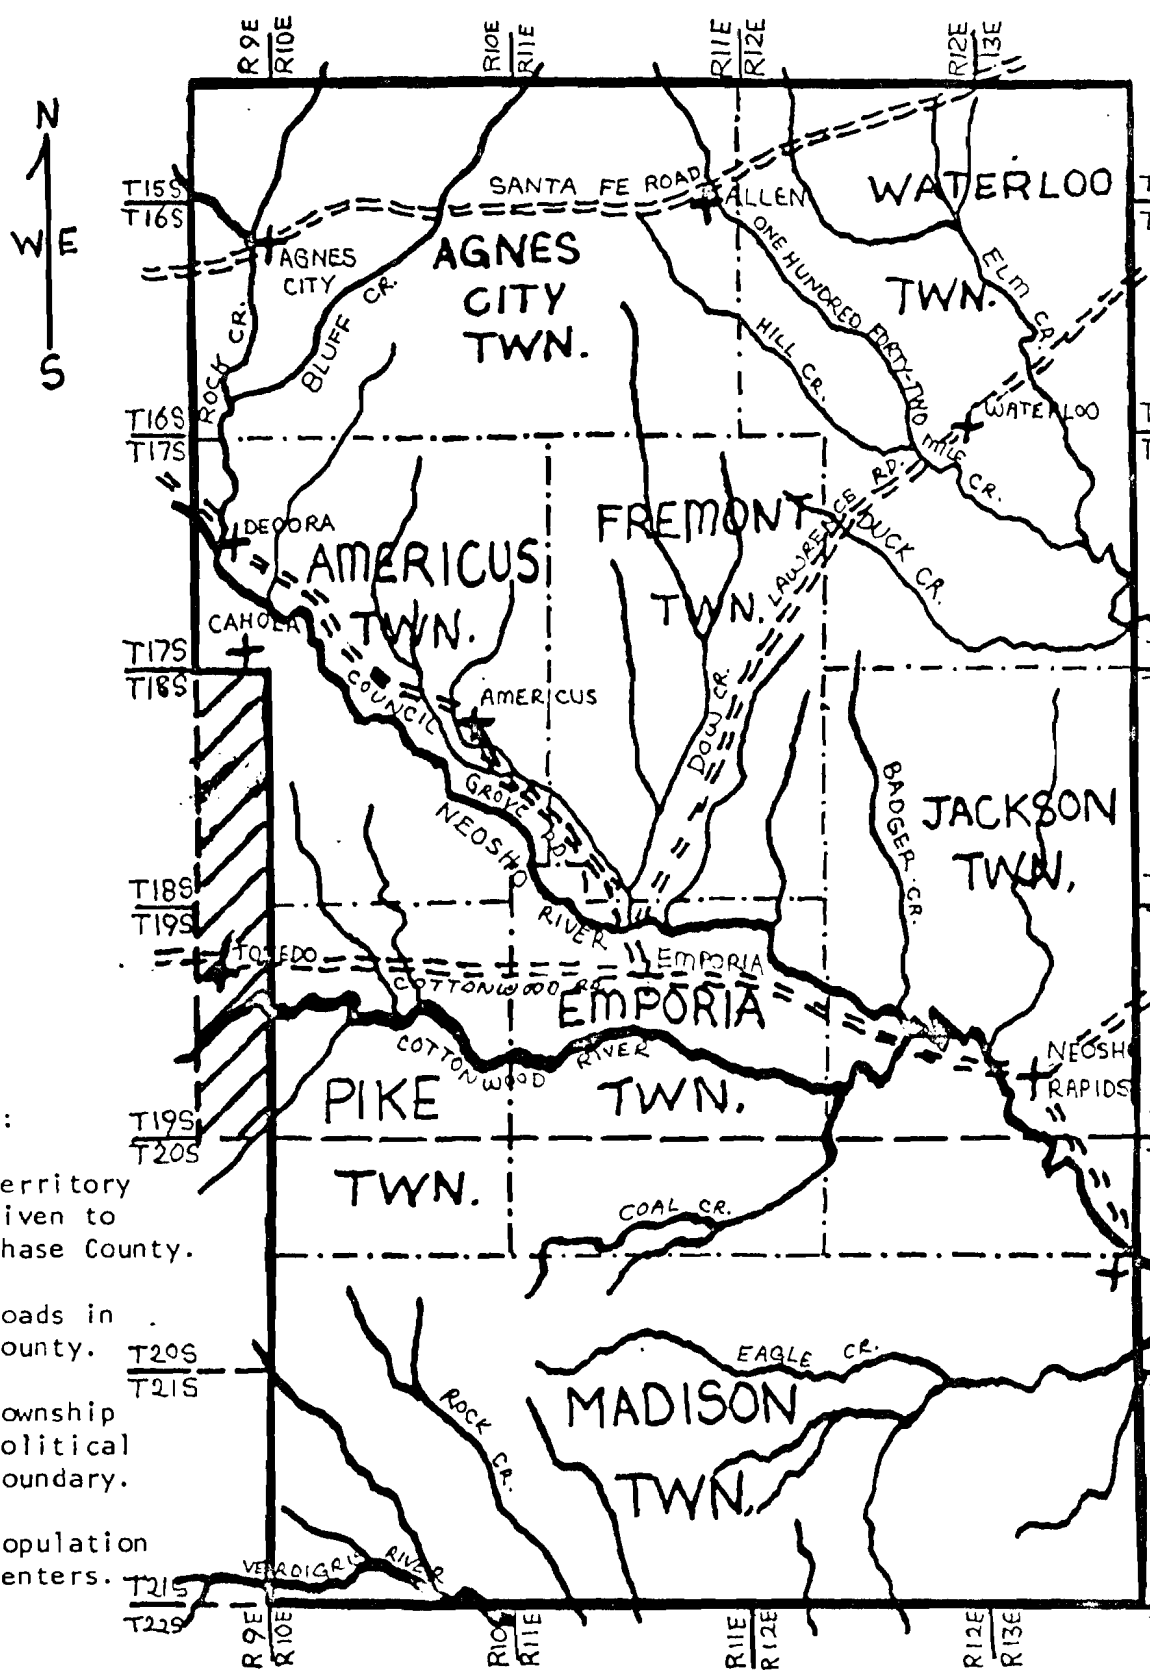 R9E
R10E
R10E
R11E
R11E
R12E
R12E
13E
N
W E
S
T15S
T16S
SANTA FE ROAD
ALLEN
WATERLOO
TWN.
AGNES
CITY
AGNES
CITY
TWN.
ROCK CR.
BLUFF CR.
ONE HUNDRED FORTY-TWO MILE CR.
HILL CR.
ELM CR.
WATERLOO
T16S
T17S
DEDORA
AMERICUS
TWN.
FREMONT
TWN.
LAWRENCE RD.
DUCK CR.
CAHOLA
T17S
T18S
COUNCIL
GROVE
RD.
AMERICUS
DOW CR.
BADGER CR.
JACKSON
TWN.
NEOSHO
RIVER
T18S
T19S
TOLEDO
COTTONWOOD RD.
EMPORIA
EMPORIA
TWN.
COTTONWOOD
RIVER
NEOSH
RAPIDS
PIKE
TWN.
:
T19S
T20S
erritory
iven to
hase County.
COAL CR.
oads in
ounty.
T20S
T21S
EAGLE CR.
ownship
olitical
oundary.
ROCK CR.
MADISON
TWN.
opulation
enters.
VERDIGRIS RIVER
T21S
T22S
R9E
R10E
R10E
R11E
R11E
R12E
R12E
R13E